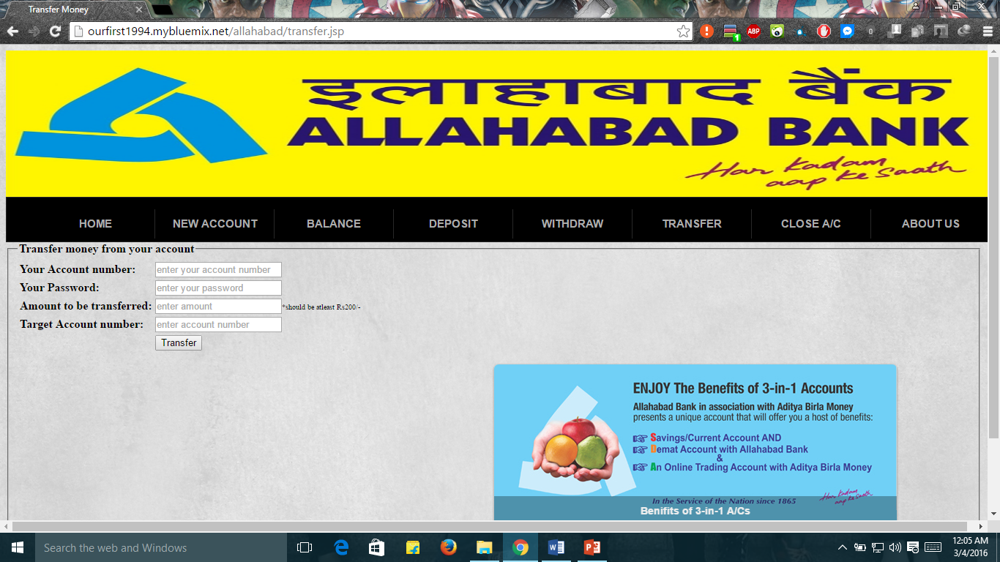 Transfer Money
ourfirst1994.mybluemix.net/allahabad/transfer.jsp
ABP
1
0
इलाहाबाद बैंक
ALLAHABAD BANK
Har kadam
aap ke saath
HOME NEW ACCOUNT BALANCE DEPOSIT WITHDRAW TRANSFER CLOSE A/C ABOUT US
Transfer money from your account
Your Account number: enter your account number
Your Password: enter your password
Amount to be transferred: enter amount *should be atleast Rs200/-
Target Account number: enter account number
Transfer
ENJOY The Benefits of 3-in-1 Accounts
Allahabad Bank in association with Aditya Birla Money
presents a unique account that will offer you a host of benefits:
Savings/Current Account AND
Demat Account with Allahabad Bank
&
An Online Trading Account with Aditya Birla Money
Har kadam
aap ke saath
In the Service of the Nation since 1865
Benifits of 3-in-1 A/Cs
Search the web and Windows
12:05 AM
3/4/2016